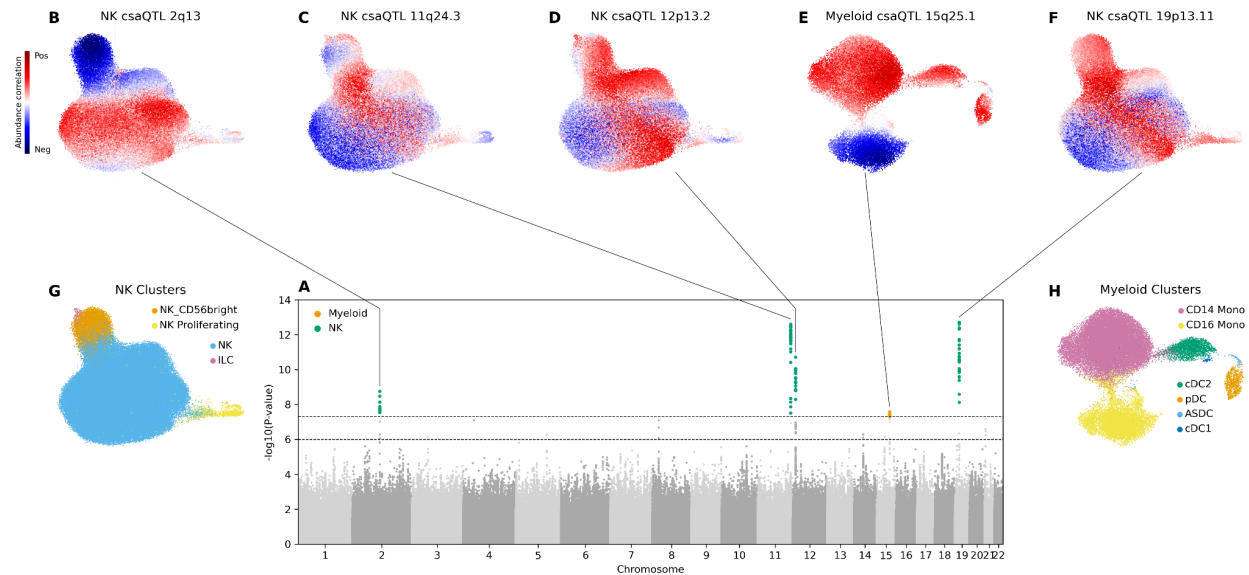 B NK csaQTL 2q13
C NK csaQTL 11q24.3
D NK csaQTL 12p13.2
E Myeloid csaQTL 15q25.1
F NK csaQTL 19p13.11
Abundance correlation
Pos
Neg
G NK Clusters
NK_CD56bright
NK Proliferating
NK
ILC
A
Myeloid
NK
-log10(P-value)
14
12
10
8
6
4
2
0
1 2 3 4 5 6 7 8 9 10 11 12 13 14 15 16 17 18 19 20 21 22
Chromosome
H Myeloid Clusters
CD14 Mono
CD16 Mono
cDC2
pDC
ASDC
cDC1